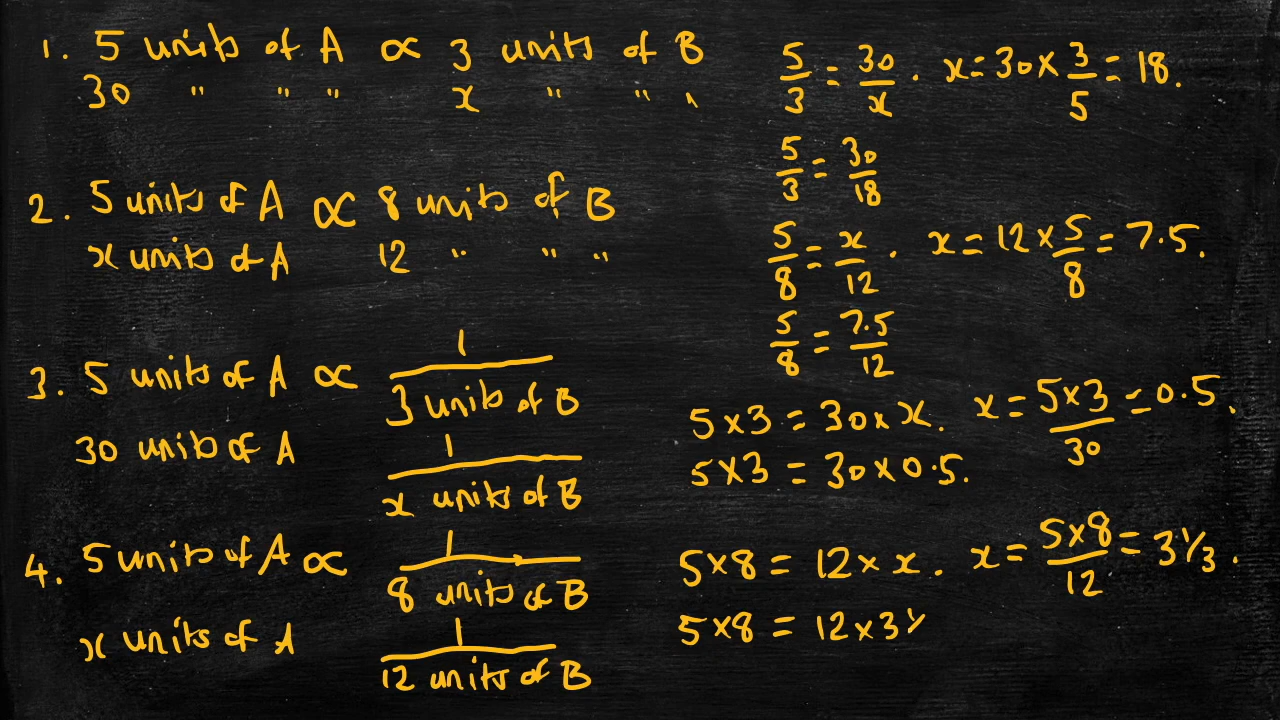 1. 5 units of A ∝ 3 units of B
30 " " " x " " "
5/3 = 30/x . x = 30 × 3/5 = 18.
5/3 = 30/18
2. 5 units of A ∝ 8 units of B
x units of A 12 " " "
5/8 = x/12 . x = 12 × 5/8 = 7.5.
5/8 = 7.5/12
3. 5 units of A ∝ 1/3 units of B
30 units of A 1/x units of B
5×3 = 30 × x. x = 5×3/30 = 0.5.
5×3 = 30×0.5.
4. 5 units of A ∝ 1/8 units of B
x units of A 1/12 units of B
5×8 = 12 × x. x = 5×8/12 = 3 1/3.
5×8 = 12×3